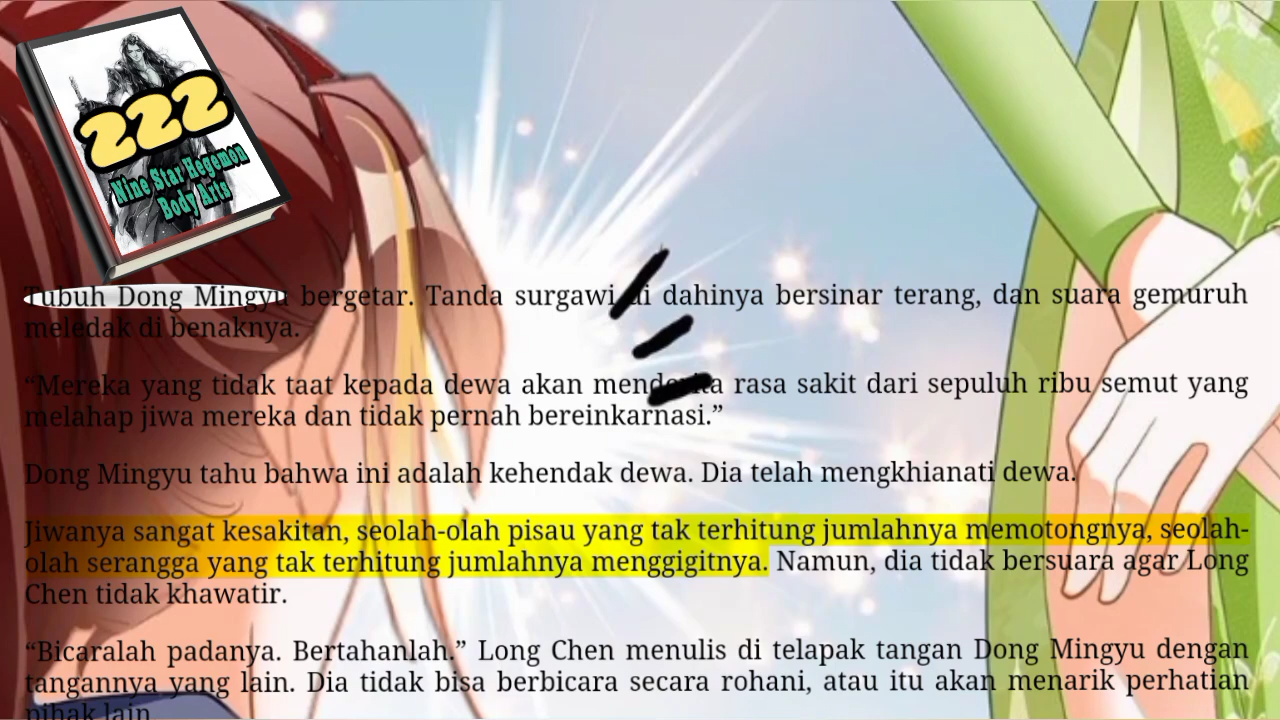 222
Nine Star Hegemon
Body Arts
Tubuh Dong Mingyu bergetar. Tanda surgawi di dahinya bersinar terang, dan suara gemuruh
meledak di benaknya.
“Mereka yang tidak taat kepada dewa akan menderita rasa sakit dari sepuluh ribu semut yang
melahap jiwa mereka dan tidak pernah bereinkarnasi.”
Dong Mingyu tahu bahwa ini adalah kehendak dewa. Dia telah mengkhianati dewa.
Jiwanya sangat kesakitan, seolah-olah pisau yang tak terhitung jumlahnya memotongnya, seolah-
olah serangga yang tak terhitung jumlahnya menggigitnya. Namun, dia tidak bersuara agar Long
Chen tidak khawatir.
“Bicaralah padanya. Bertahanlah.” Long Chen menulis di telapak tangan Dong Mingyu dengan
tangannya yang lain. Dia tidak bisa berbicara secara rohani, atau itu akan menarik perhatian
pihak lain